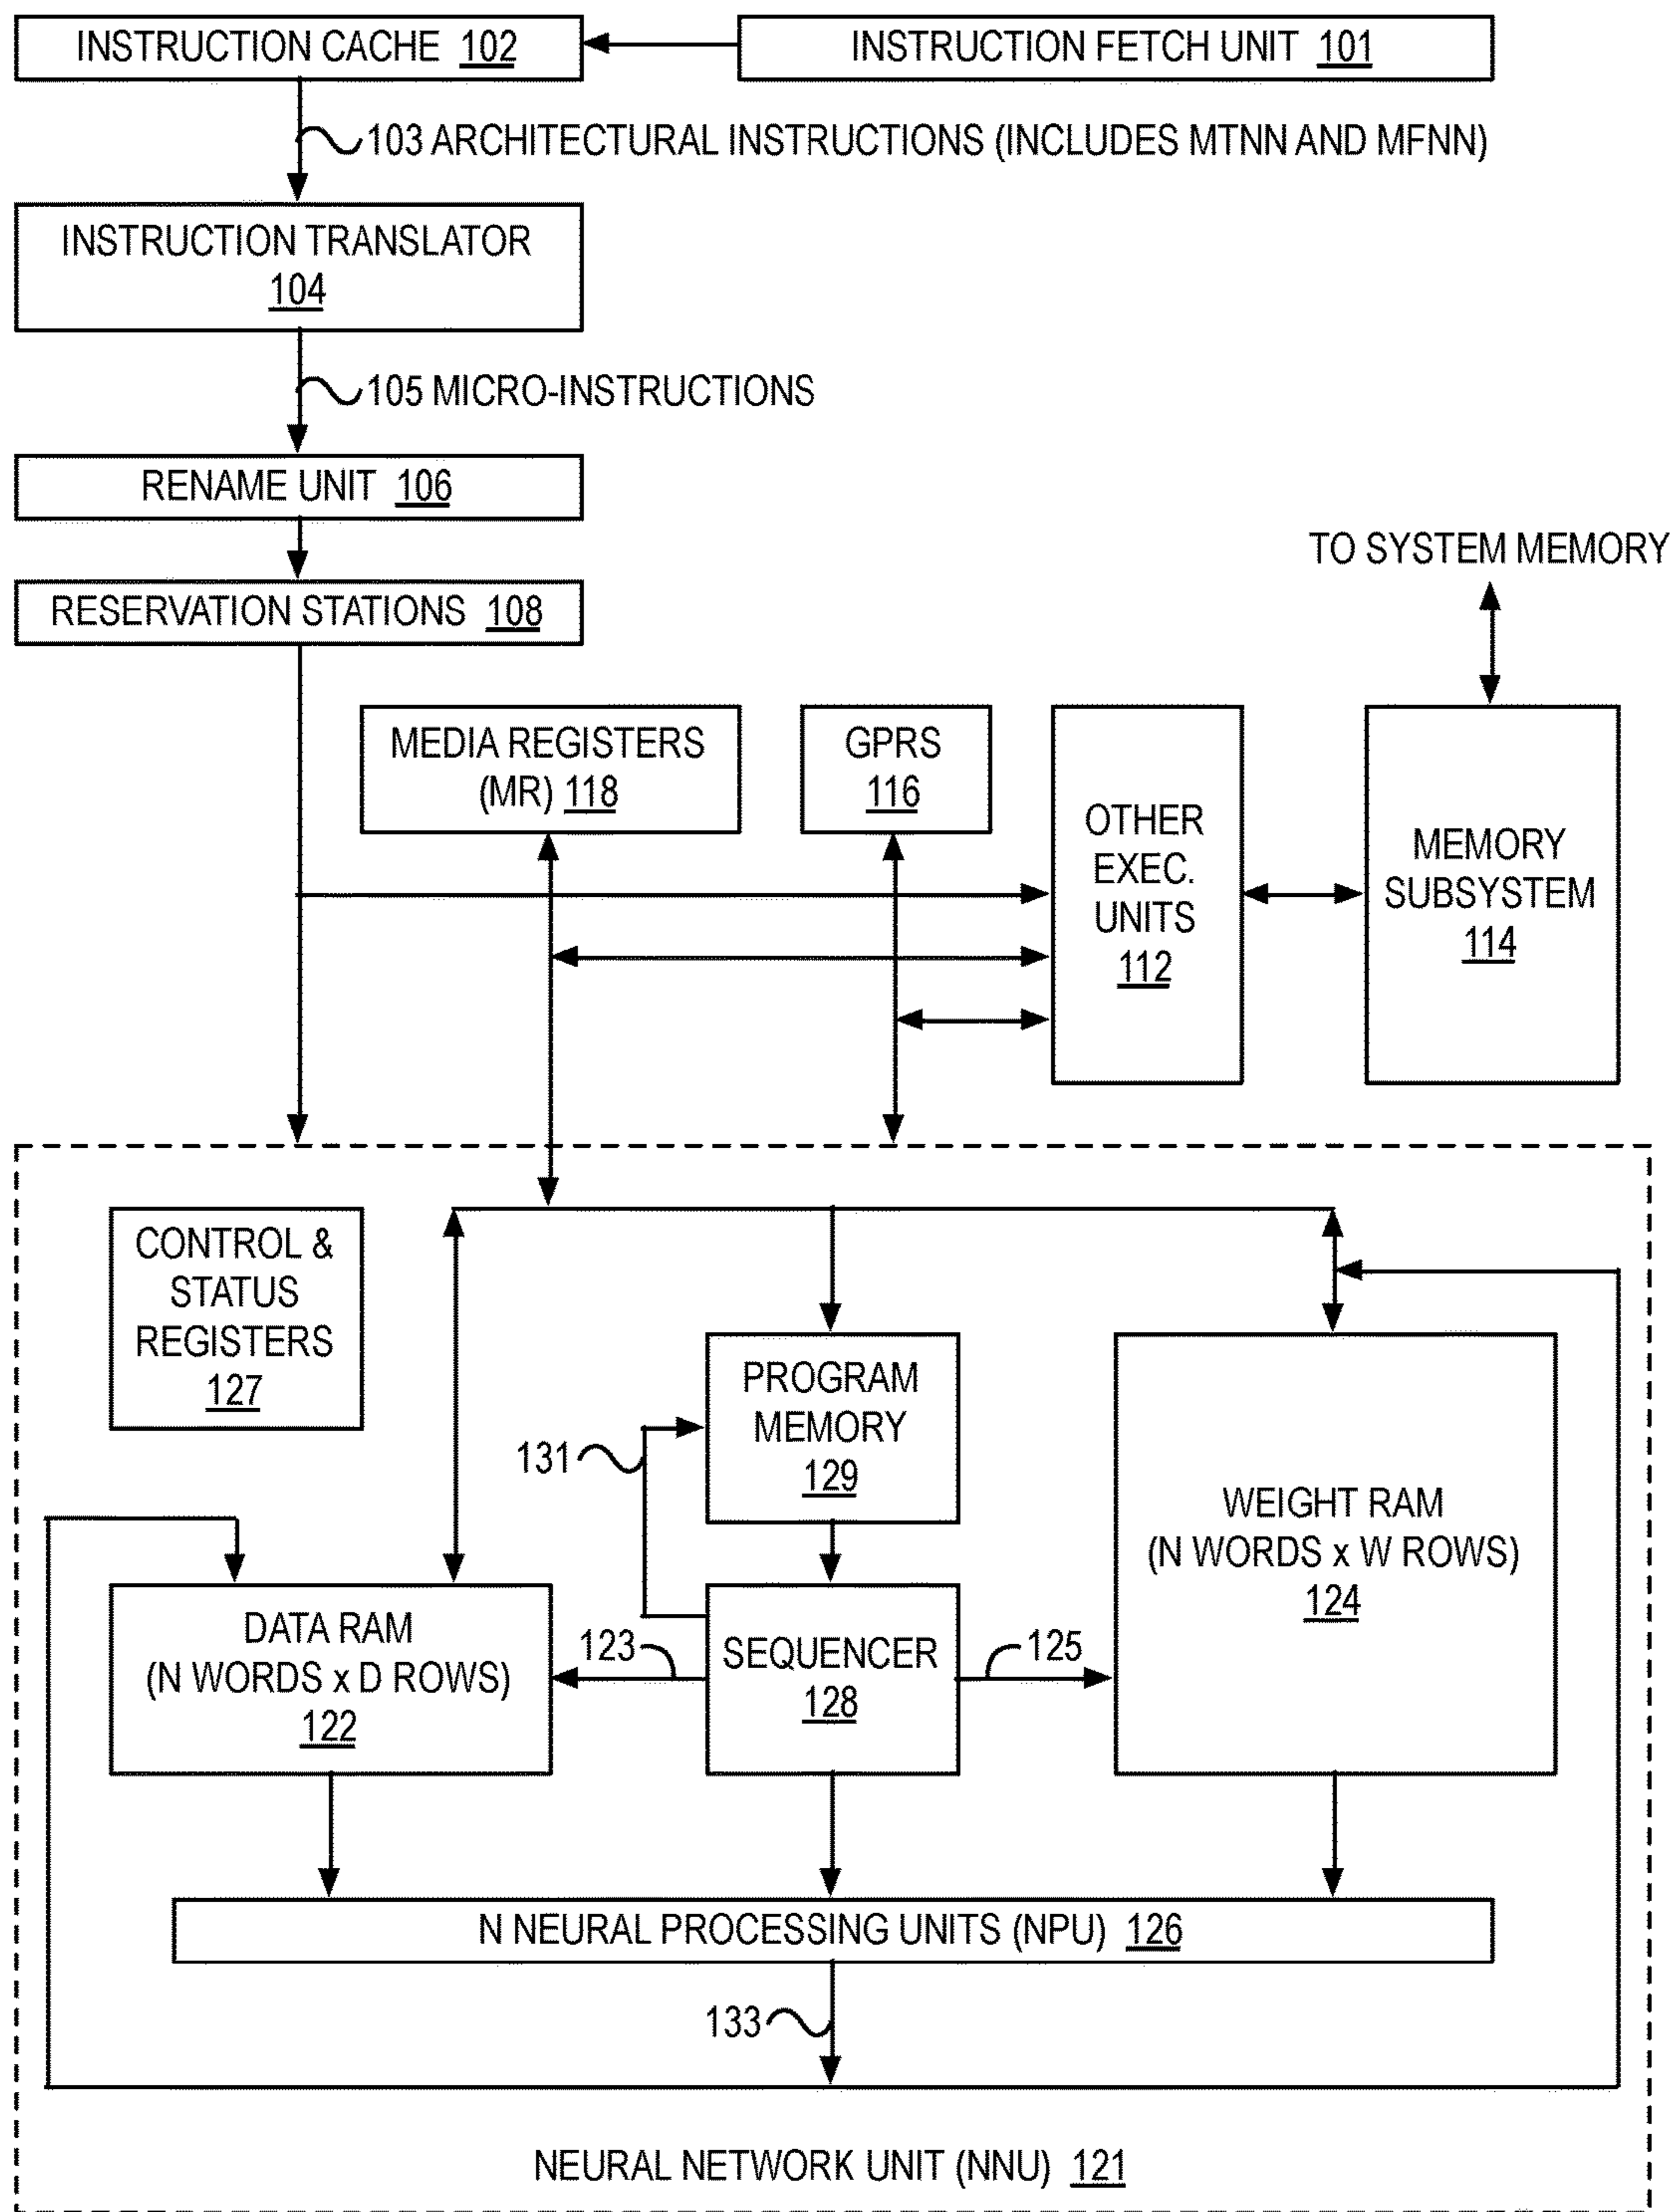 INSTRUCTION CACHE 102
INSTRUCTION FETCH UNIT 101
103 ARCHITECTURAL INSTRUCTIONS (INCLUDES MTNN AND MFNN)
INSTRUCTION TRANSLATOR
104
105 MICRO-INSTRUCTIONS
RENAME UNIT 106
TO SYSTEM MEMORY
RESERVATION STATIONS 108
MEDIA REGISTERS
(MR) 118
GPRS
116
OTHER
EXEC.
UNITS
112
MEMORY
SUBSYSTEM
114
CONTROL &
STATUS
REGISTERS
127
PROGRAM
MEMORY
129
131
WEIGHT RAM
(N WORDS x W ROWS)
124
DATA RAM
(N WORDS x D ROWS)
122
123
SEQUENCER
128
125
N NEURAL PROCESSING UNITS (NPU) 126
133
NEURAL NETWORK UNIT (NNU) 121